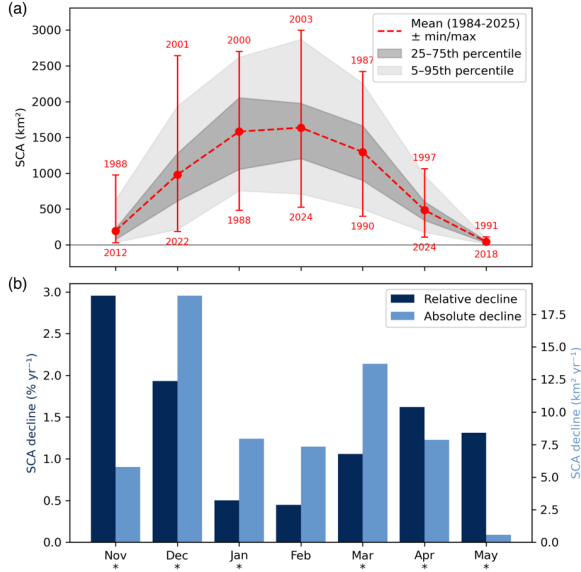 (a)
3000
2500
2000
1500
1000
500
0
SCA (km²)
1988
2012
2001
2022
2000
1988
2003
2024
1987
1990
1997
2024
1991
2018
Mean (1984-2025)
± min/max
25–75th percentile
5–95th percentile
(b)
3.0
2.5
2.0
1.5
1.0
0.5
0.0
SCA decline (% yr⁻¹)
Relative decline
Absolute decline
17.5
15.0
12.5
10.0
7.5
5.0
2.5
0.0
SCA decline (km² yr⁻¹)
Nov Dec Jan Feb Mar Apr May
* * * * * *